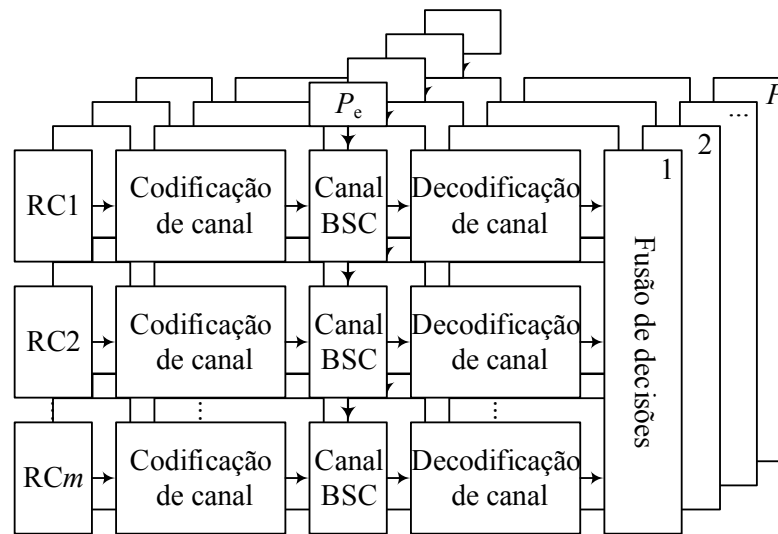 P
P_e
...
2
1
RC1
Codificação
de canal
Canal
BSC
Decodificação
de canal
Fusão de decisões
RC2
Codificação
de canal
Canal
BSC
Decodificação
de canal
RCm
Codificação
de canal
Canal
BSC
Decodificação
de canal